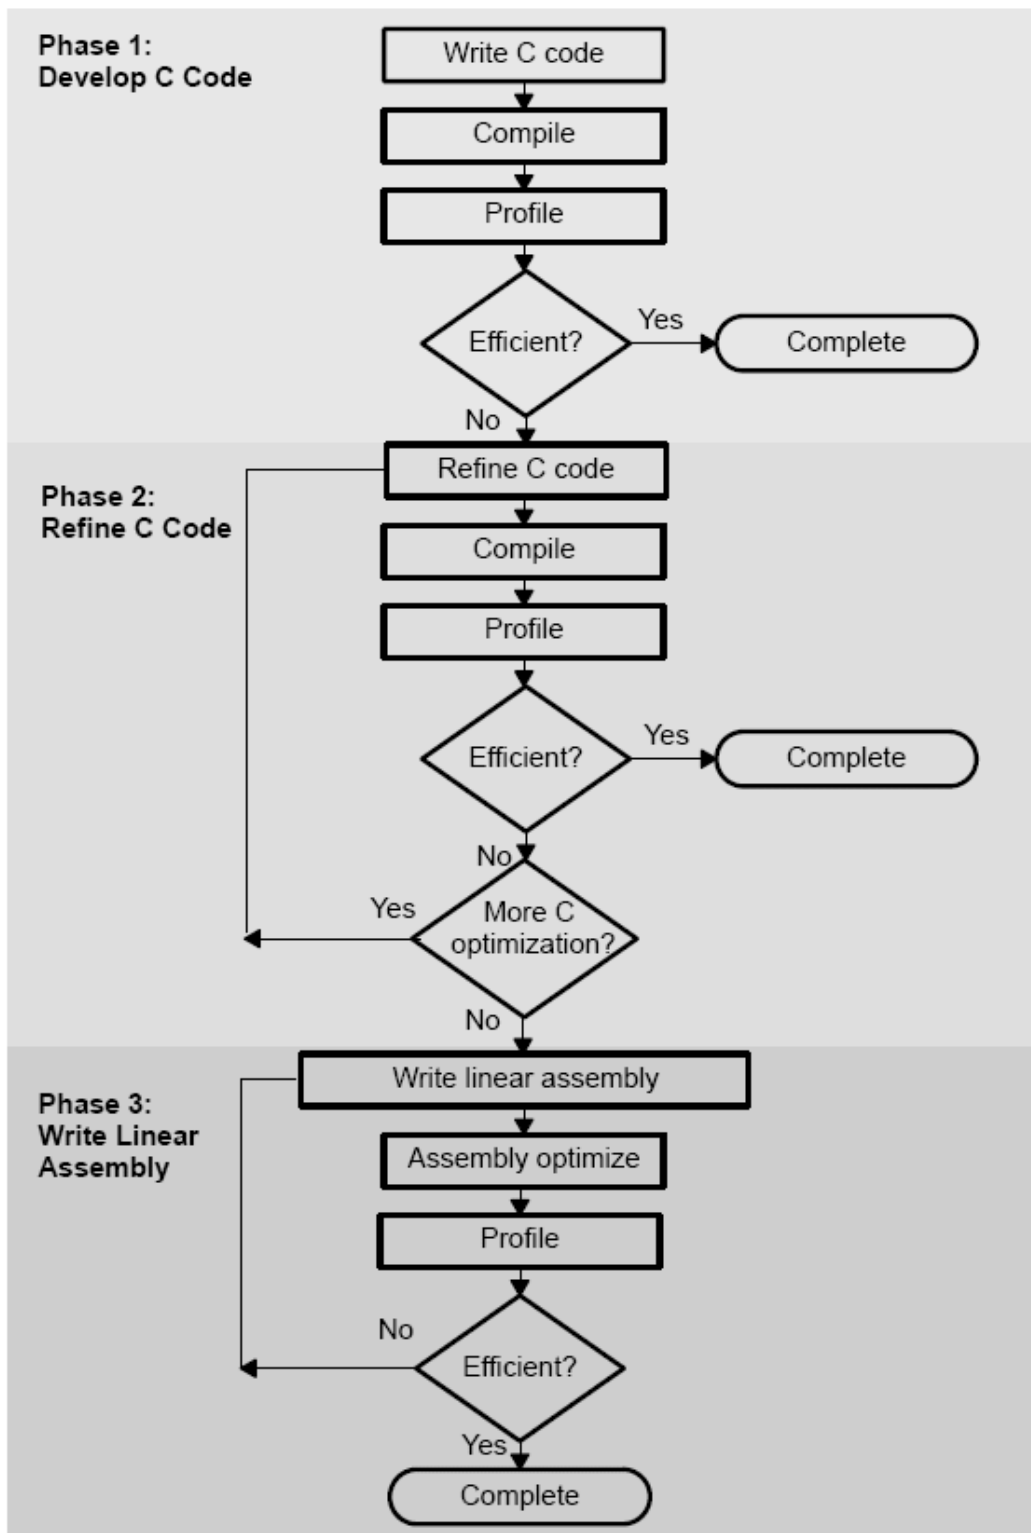 Phase 1:
Develop C Code
Write C code
Compile
Profile
Efficient?
Yes
Complete
No
Phase 2:
Refine C Code
Refine C code
Compile
Profile
Efficient?
Yes
Complete
No
More C
optimization?
Yes
No
Phase 3:
Write Linear
Assembly
Write linear assembly
Assembly optimize
Profile
Efficient?
No
Yes
Complete